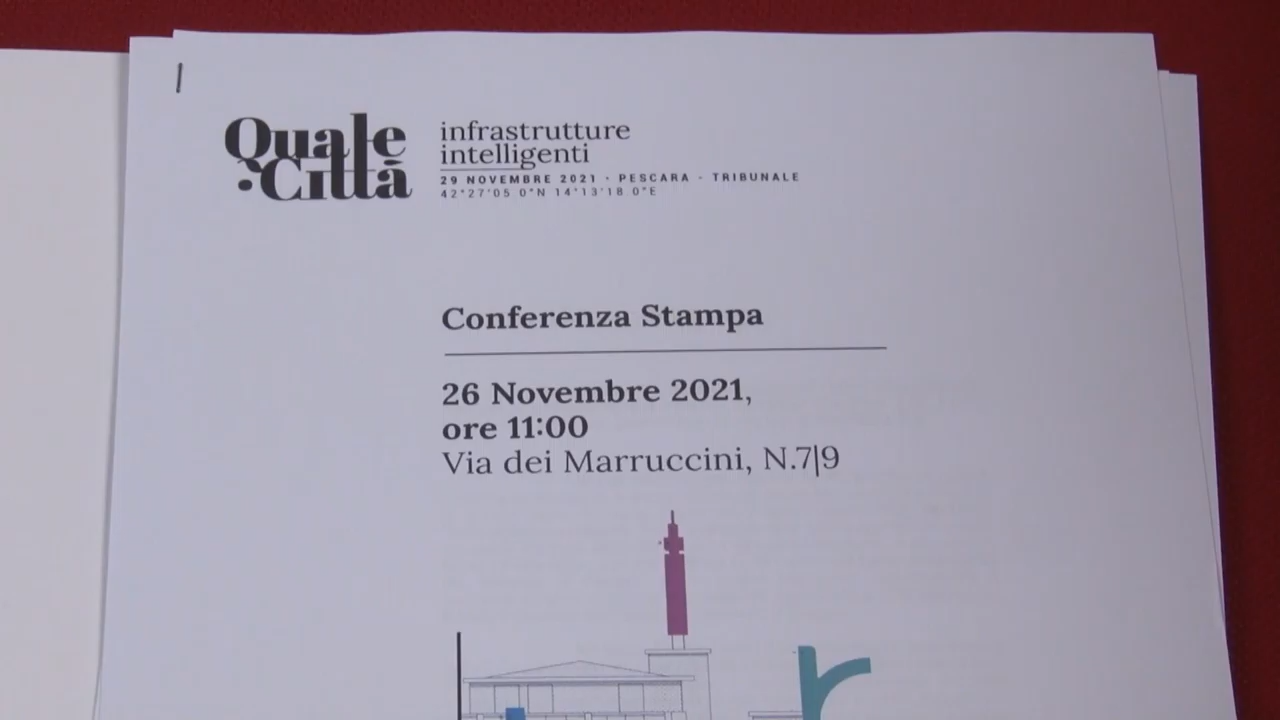 Quale
Città
infrastrutture
intelligenti
29 NOVEMBRE 2021 · PESCARA - TRIBUNALE
42°27'05 0"N 14°13'18 0"E
Conferenza Stampa
26 Novembre 2021,
ore 11:00
Via dei Marruccini, N.7|9
r